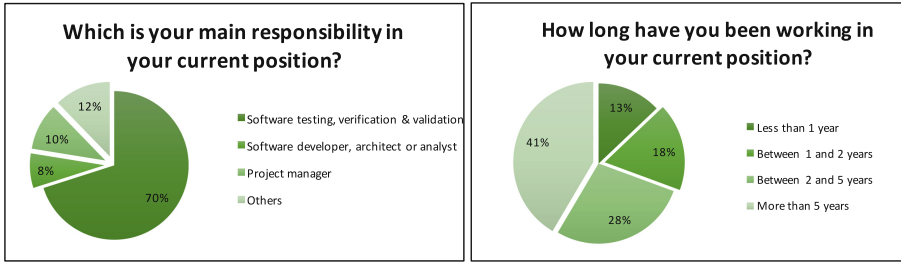 Which is your main responsibility in
your current position?
12%
10%
8%
70%
Software testing, verification & validation
Software developer, architect or analyst
Project manager
Others
How long have you been working in
your current position?
13%
18%
28%
41%
Less than 1 year
Between 1 and 2 years
Between 2 and 5 years
More than 5 years